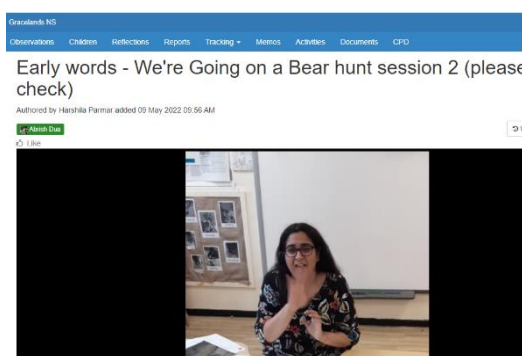 Gracelands NS
Observations Children Reflections Reports Tracking Memos Activities Documents CPD
Early words - We're Going on a Bear hunt session 2 (please
check)
Authored by Harshila Parmar added 09 May 2022 09:56 AM
Abrish Dua
Like